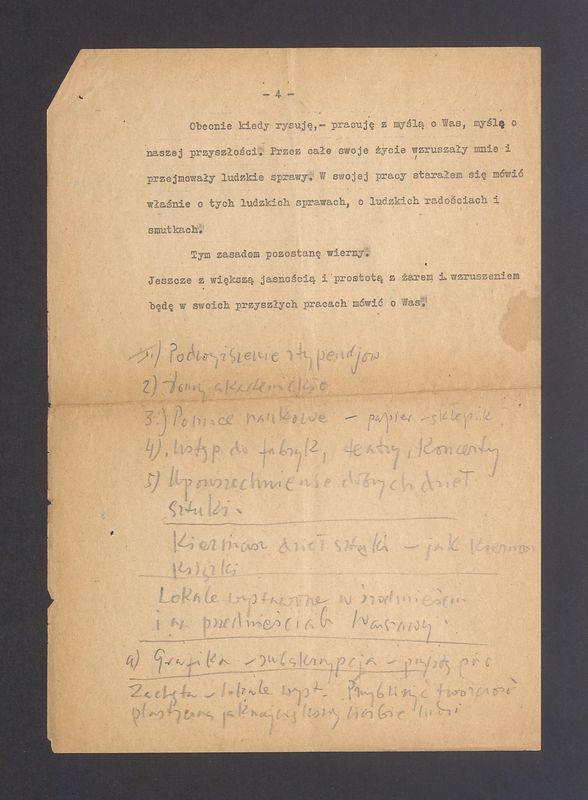 - 4 -
Obecnie kiedy rysuję,- pracuję z myślą o Was, myślę o
naszej przyszłości. Przez całe swoje życie wzruszały mnie i
przejmowały ludzkie sprawy. W swojej pracy starałem się mówić
właśnie o tych ludzkich sprawach, o ludzkich radościach i
smutkach.
Tym zasadom pozostanę wierny.
Jeszcze z większą jasnością i prostotą z żarem i wzruszeniem
będę w swoich przyszłych pracach mówić o Was.
1.) Podwyższenie stypendjów
2) domy akademickie
3.) Pomoce naukowe - papier - sklepik
4). Wstęp do fabryk, teatry, koncerty
5) Upowszechnienie dobrych dzieł
sztuki.
Kiermasz dzieł sztuki - jak kiermasz
książki
Lokale wystawowe w śródmieściu
i na przedmieściach Warszawy.
a) Grafika - subskrypcja -
Zachęta - lokale wyst. Przybliżyć twórczość
plastyczną jak największej liczbie ludzi